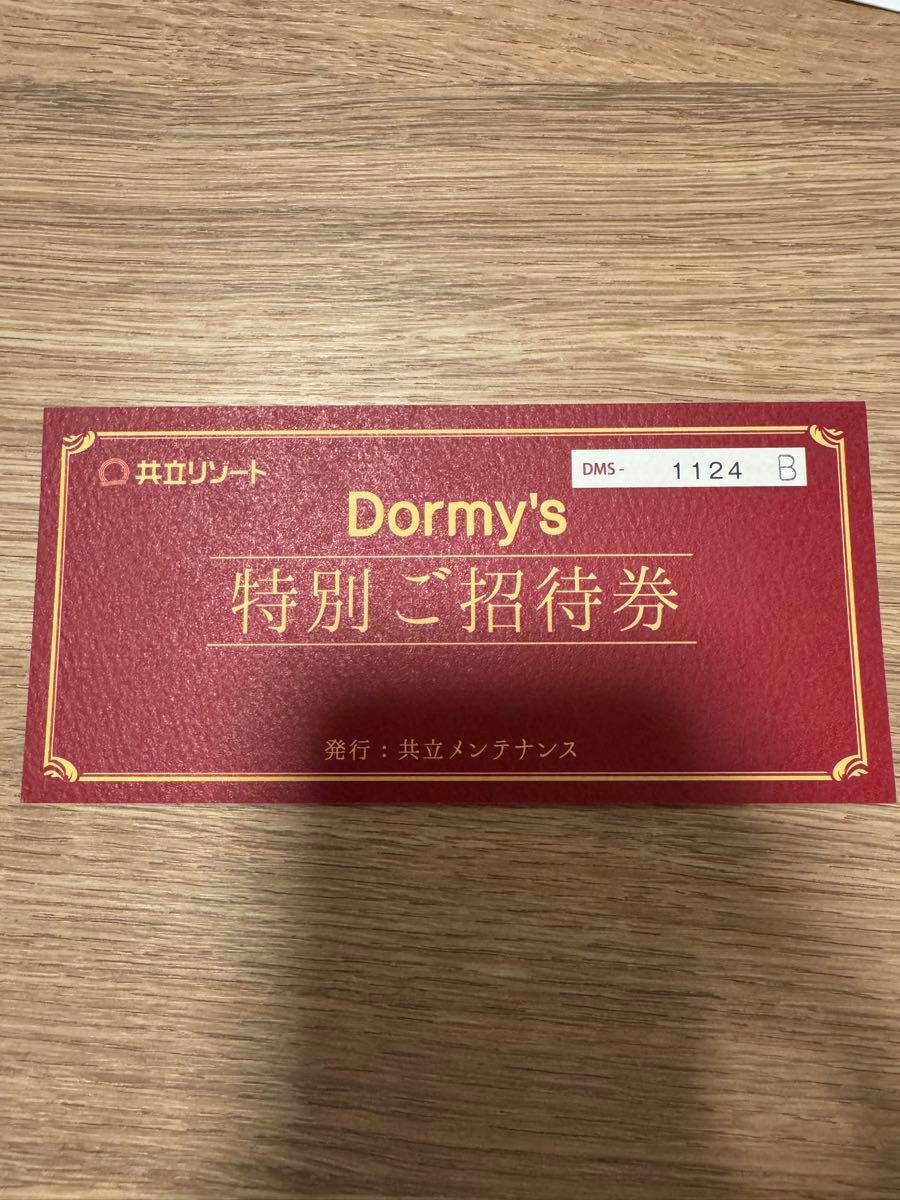 共立リゾート
DMS- 1124 B
Dormy's
特別ご招待券
発行：共立メンテナンス